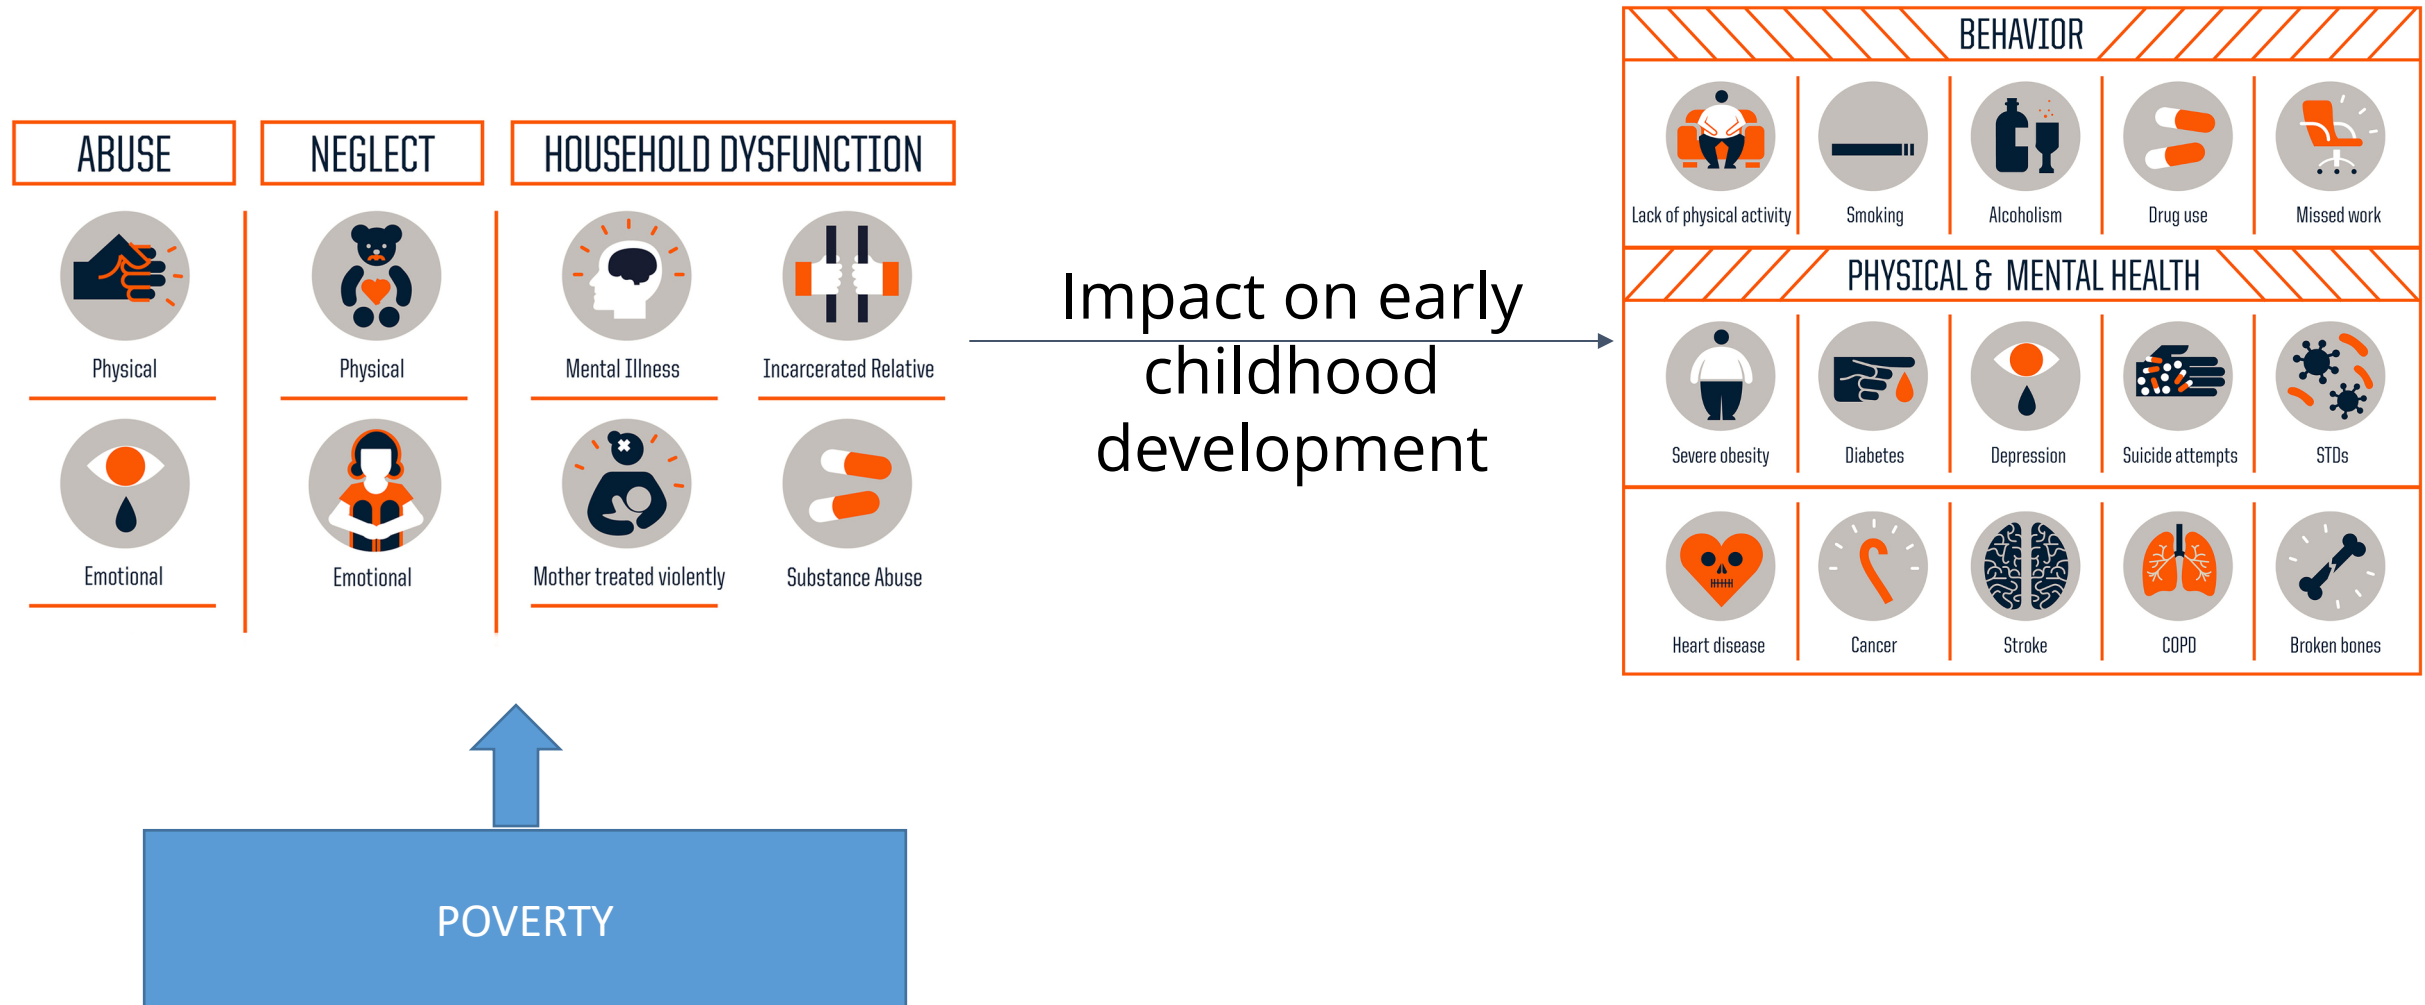 ABUSE
NEGLECT
HOUSEHOLD DYSFUNCTION
Physical
Physical
Mental Illness
Incarcerated Relative
Emotional
Emotional
Mother treated violently
Substance Abuse
POVERTY
Impact on early
childhood
development
BEHAVIOR
Lack of physical activity
Smoking
Alcoholism
Drug use
Missed work
PHYSICAL & MENTAL HEALTH
Severe obesity
Diabetes
Depression
Suicide attempts
STDs
Heart disease
Cancer
Stroke
COPD
Broken bones